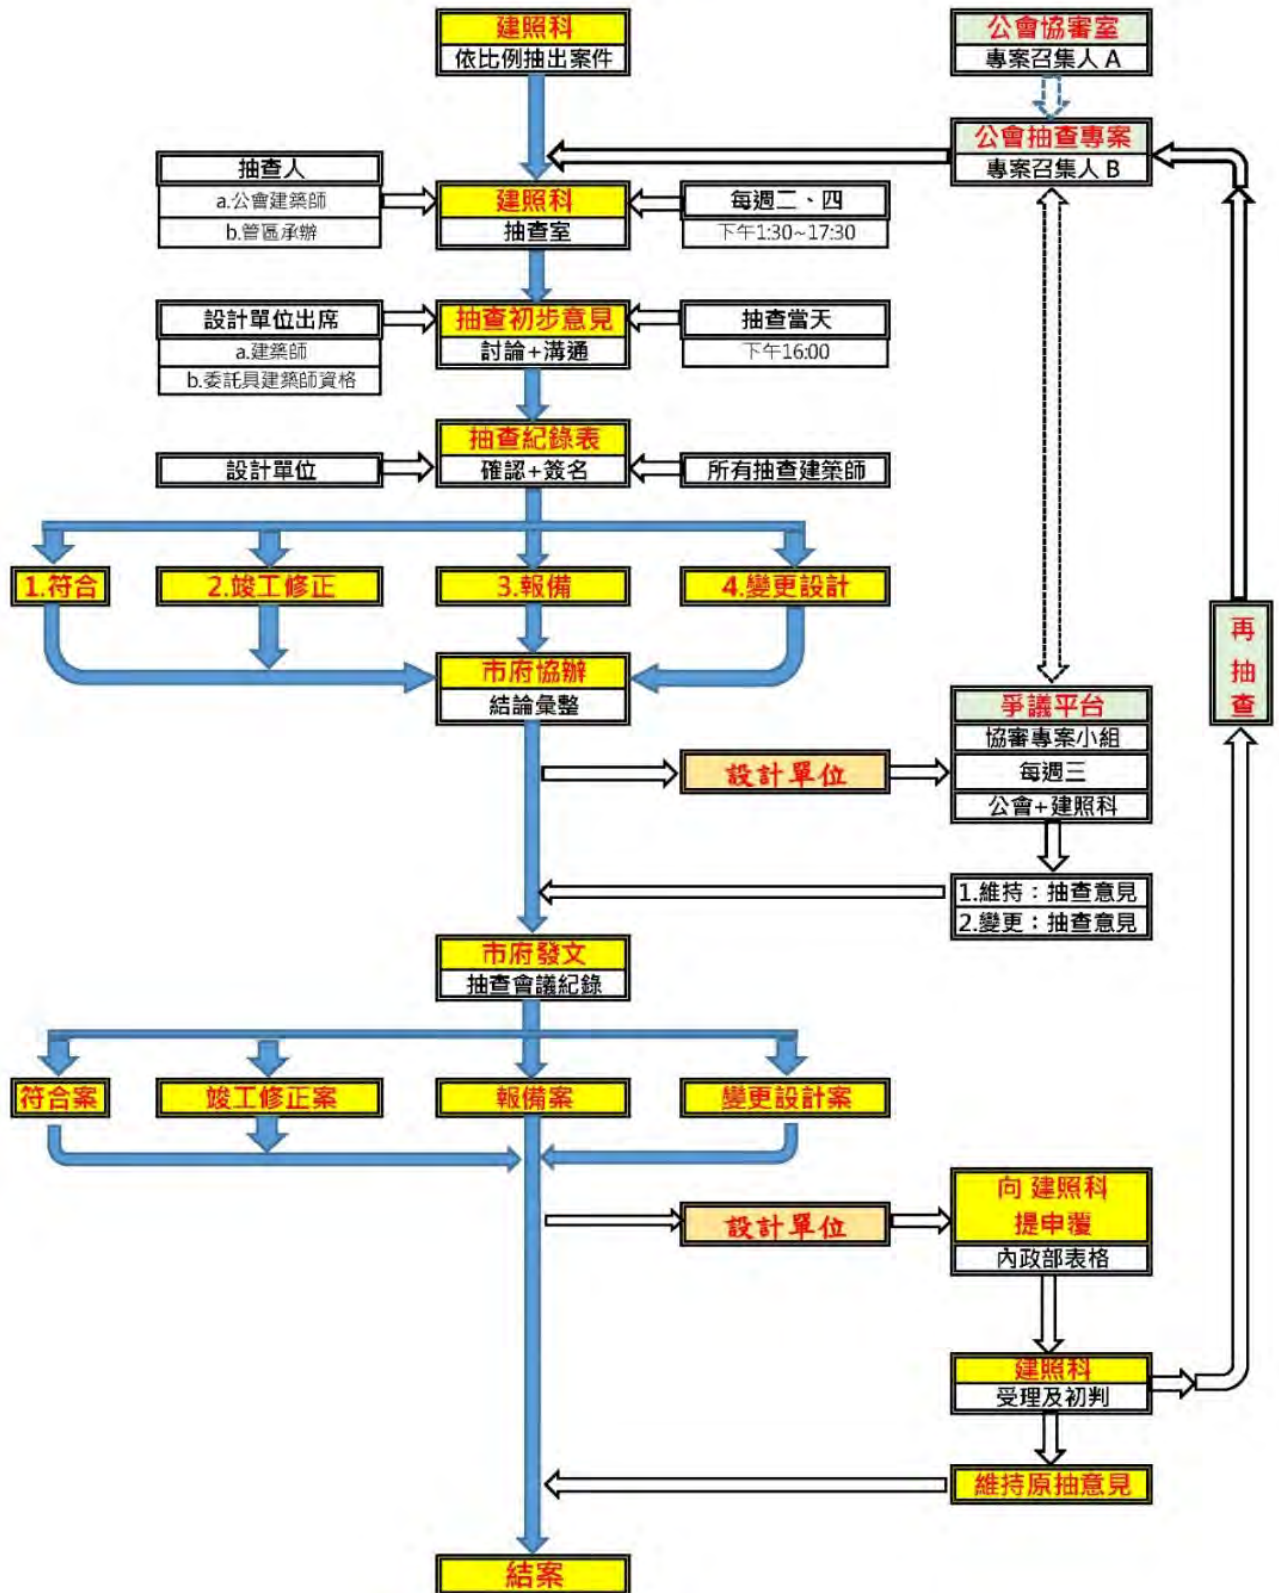 建照科
依比例抽出案件
公會協審室
專案召集人 A
公會抽查專案
專案召集人 B
抽查人
a.公會建築師
b.管區承辦
建照科
抽查室
每週二、四
下午1:30~17:30
設計單位出席
a.建築師
b.委託具建築師資格
抽查初步意見
討論+溝通
抽查當天
下午16:00
抽查紀錄表
確認+簽名
設計單位
所有抽查建築師
1.符合
2.竣工修正
3.報備
4.變更設計
再抽查
市府協辦
結論彙整
爭議平台
協審專案小組
每週三
公會+建照科
設計單位
1.維持：抽查意見
2.變更：抽查意見
市府發文
抽查會議紀錄
符合案
竣工修正案
報備案
變更設計案
設計單位
向 建照科
提申覆
內政部表格
建照科
受理及初判
維持原抽意見
結案